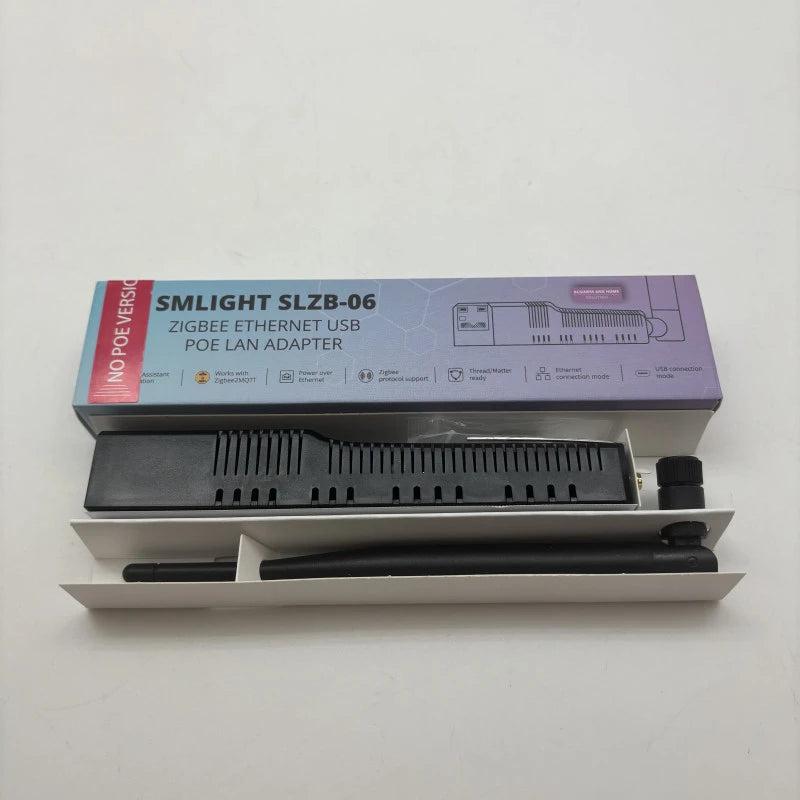 NO POE VERSIO
SMLIGHT SLZB-06
ZIGBEE ETHERNET USB
POE LAN ADAPTER
Assistant
Works with
Zigbee2MQTT
Power over
Ethernet
Zigbee
protocol support
Thread/Matter
ready
Ethernet
connection mode
USB connection
mode